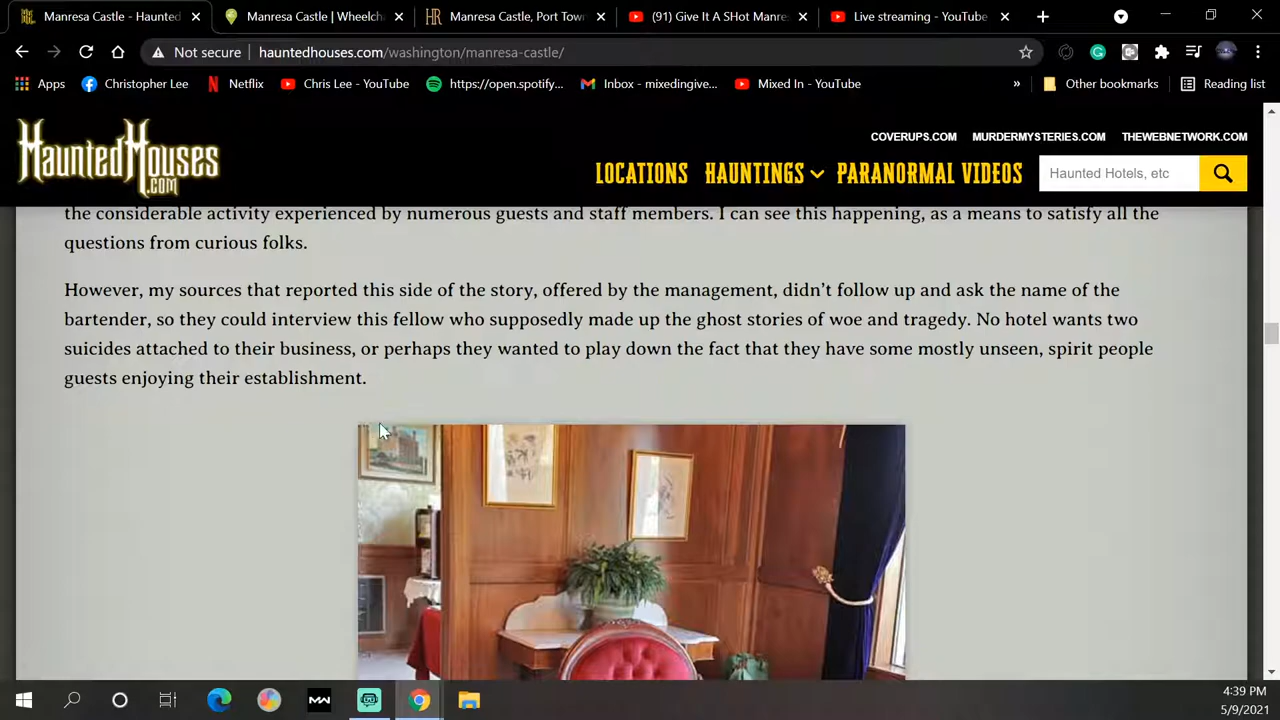 Manresa Castle - Haunted
Manresa Castle | Wheelch
Manresa Castle, Port Town
(91) Give It A SHot Manre
Live streaming - YouTube
Not secure
hauntedhouses.com/washington/manresa-castle/
Apps
Christopher Lee
Netflix
Chris Lee - YouTube
https://open.spotify...
Inbox - mixedingive...
Mixed In - YouTube
»
Other bookmarks
Reading list
HauntedHouses
.com
COVERUPS.COM
MURDERMYSTERIES.COM
THEWEBNETWORK.COM
LOCATIONS
HAUNTINGS
PARANORMAL VIDEOS
Haunted Hotels, etc
the considerable activity experienced by numerous guests and staff members. I can see this happening, as a means to satisfy all the
questions from curious folks.
However, my sources that reported this side of the story, offered by the management, didn't follow up and ask the name of the
bartender, so they could interview this fellow who supposedly made up the ghost stories of woe and tragedy. No hotel wants two
suicides attached to their business, or perhaps they wanted to play down the fact that they have some mostly unseen, spirit people
guests enjoying their establishment.
4:39 PM
5/9/2021